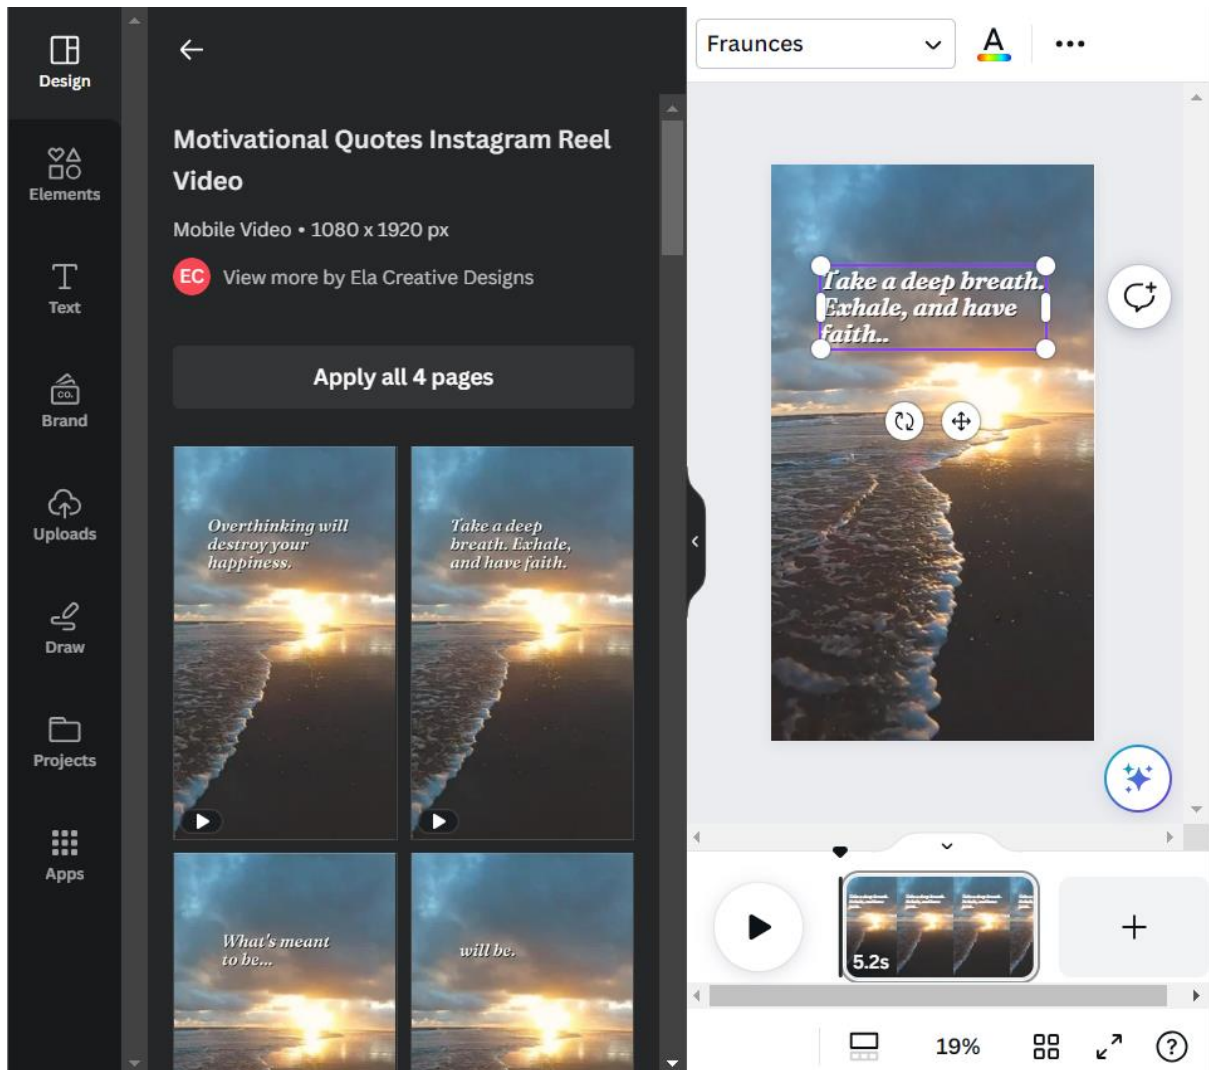 Design
Elements
Text
CO.
Brand
Uploads
Draw
Projects
Apps
Motivational Quotes Instagram Reel
Video
Mobile Video • 1080 x 1920 px
EC
View more by Ela Creative Designs
Apply all 4 pages
Overthinking will
destroy your
happiness.
Take a deep
breath. Exhale,
and have faith.
What's meant
to be...
will be.
Fraunces
A
Take a deep breath.
Exhale, and have
faith..
5.2s
19%